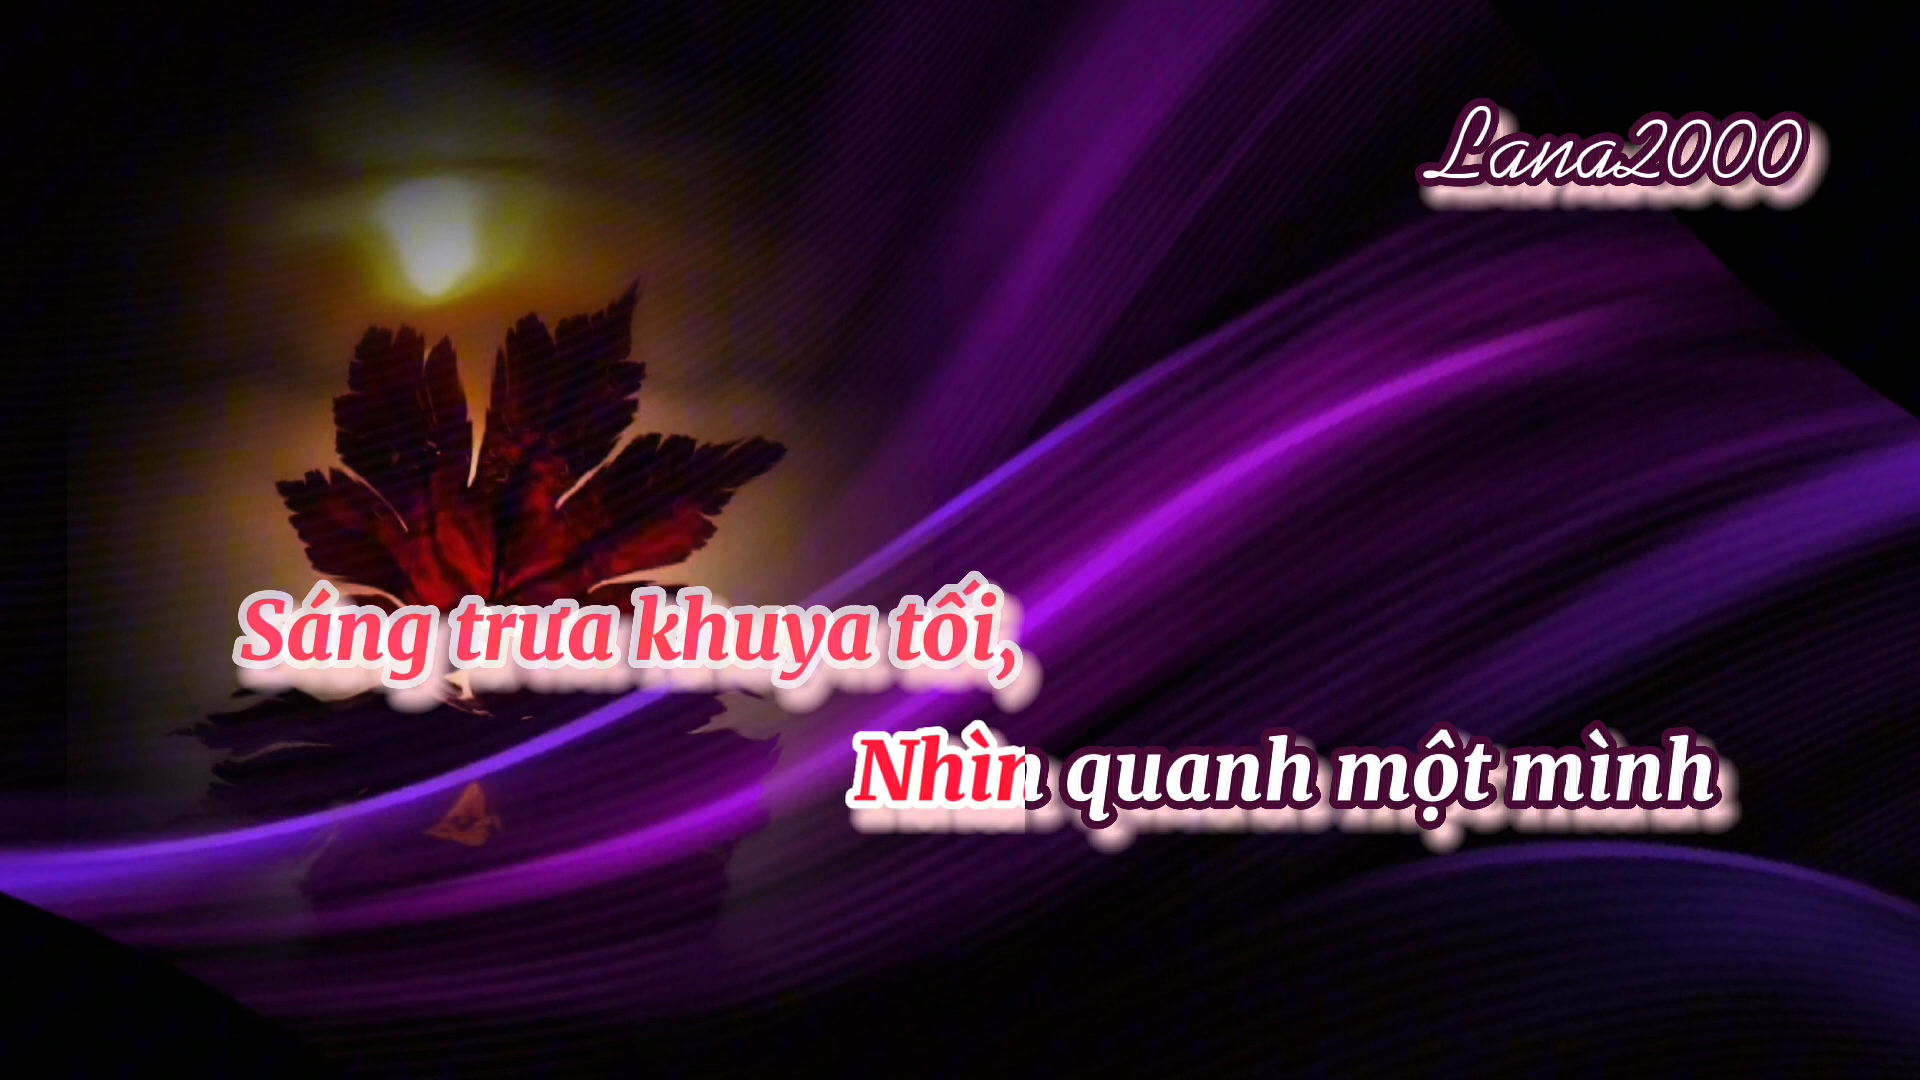 Lana2000
Sáng trưa khuya tối,
Nhìn quanh một mình